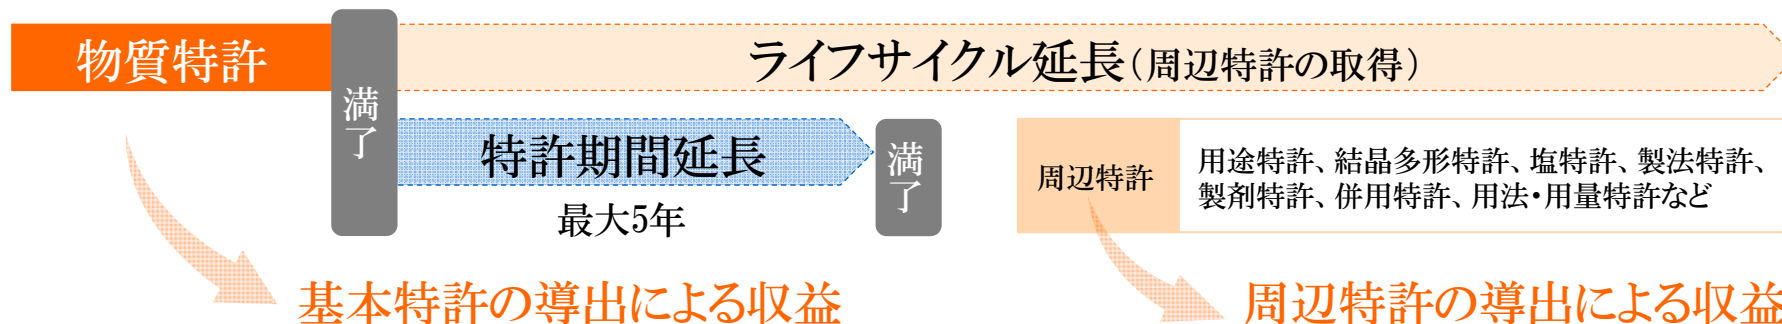 物質特許
満了
ライフサイクル延長（周辺特許の取得）
特許期間延長
最大5年
満了
周辺特許
用途特許、結晶多形特許、塩特許、製法特許、
製剤特許、併用特許、用法・用量特許など
基本特許の導出による収益
周辺特許の導出による収益